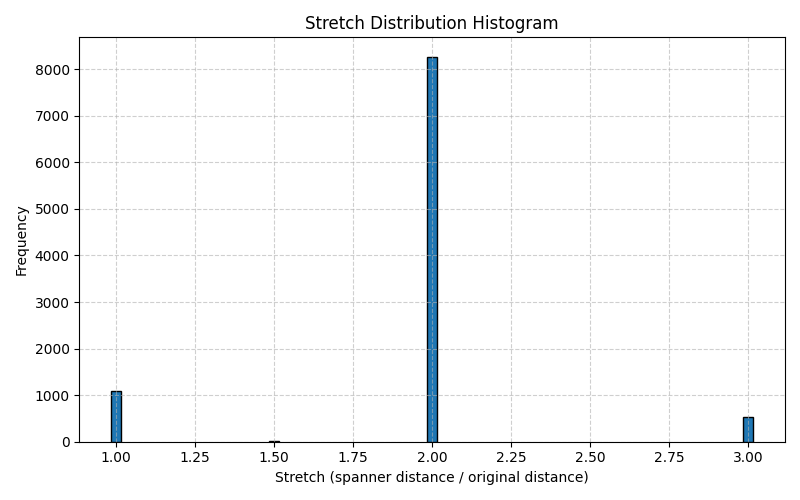 Stretch Distribution Histogram
8000
7000
6000
5000
4000
3000
2000
1000
0
Frequency
1.00 1.25 1.50 1.75 2.00 2.25 2.50 2.75 3.00
Stretch (spanner distance / original distance)